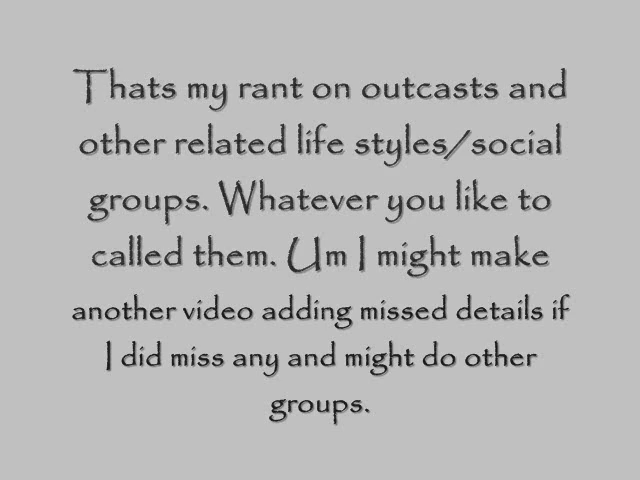 Thats my rant on outcasts and
other related life styles/social
groups. Whatever you like to
called them. Um I might make
another video adding missed details if
I did miss any and might do other
groups.